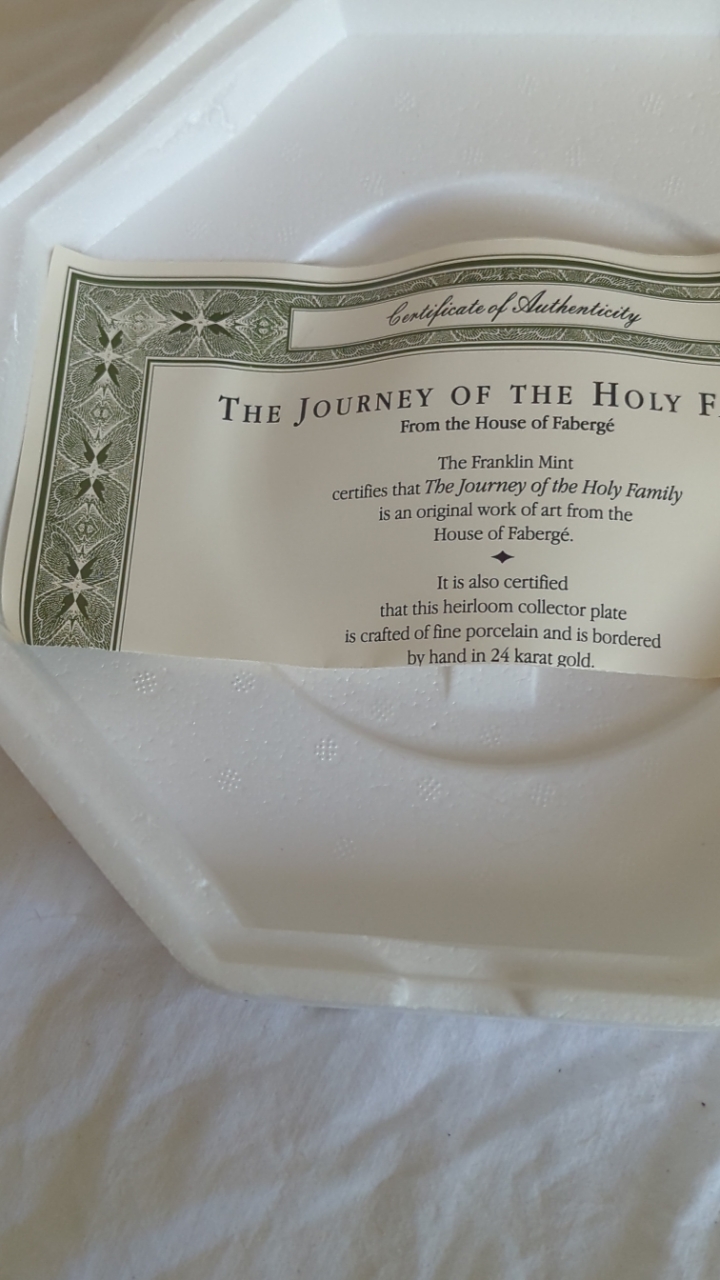 Certificate of Authenticity
THE JOURNEY OF THE HOLY F
From the House of Fabergé
The Franklin Mint
certifies that The Journey of the Holy Family
is an original work of art from the
House of Fabergé.
It is also certified
that this heirloom collector plate
is crafted of fine porcelain and is bordered
by hand in 24 karat gold.